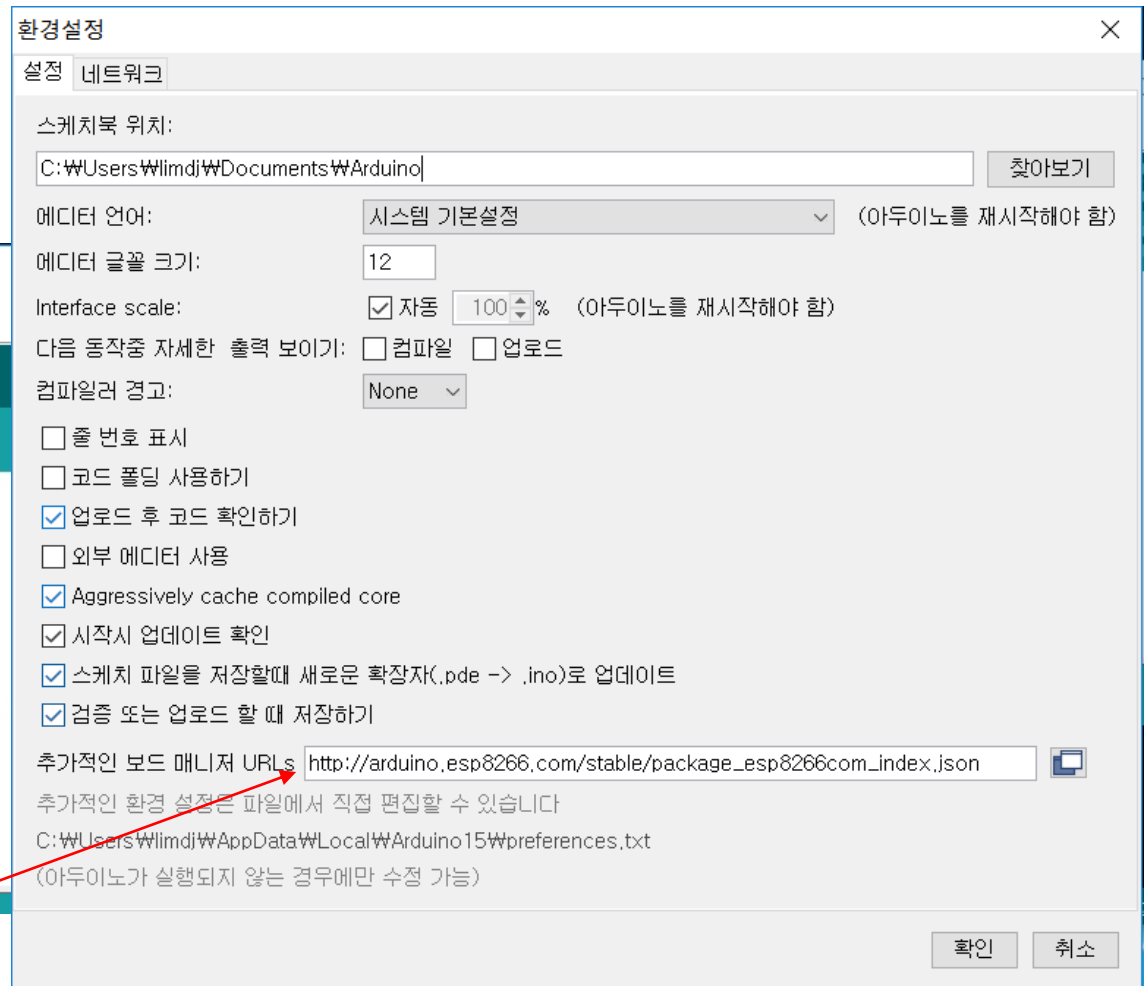 환경설정
설정 네트워크
스케치북 위치:
C:₩Users₩limdj₩Documents₩Arduino 찾아보기
에디터 언어: 시스템 기본설정 (아두이노를 재시작해야 함)
에디터 글꼴 크기: 12
Interface scale: 자동 100 % (아두이노를 재시작해야 함)
다음 동작중 자세한 출력 보이기: 컴파일 업로드
컴파일러 경고: None
줄 번호 표시
코드 폴딩 사용하기
업로드 후 코드 확인하기
외부 에디터 사용
Aggressively cache compiled core
시작시 업데이트 확인
스케치 파일을 저장할때 새로운 확장자(.pde -> .ino)로 업데이트
검증 또는 업로드 할 때 저장하기
추가적인 보드 매니저 URLs http://arduino.esp8266.com/stable/package_esp8266com_index.json
추가적인 환경 설정은 파일에서 직접 편집할 수 있습니다
C:₩Users₩limdj₩AppData₩Local₩Arduino15₩preferences.txt
(아두이노가 실행되지 않는 경우에만 수정 가능)
확인 취소